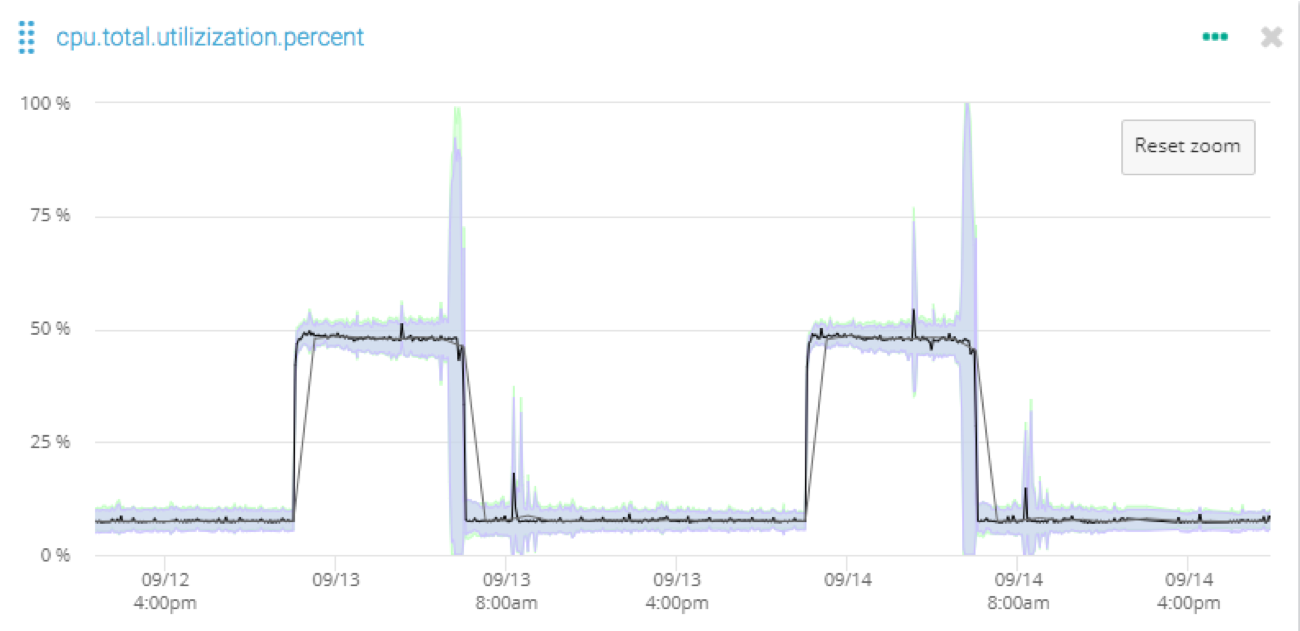 cpu.total.utilizization.percent
100 %
Reset zoom
75 %
50 %
25 %
0 %
09/12 09/13 09/13 09/13 09/14 09/14 09/14
4:00pm 8:00am 4:00pm 8:00am 4:00pm